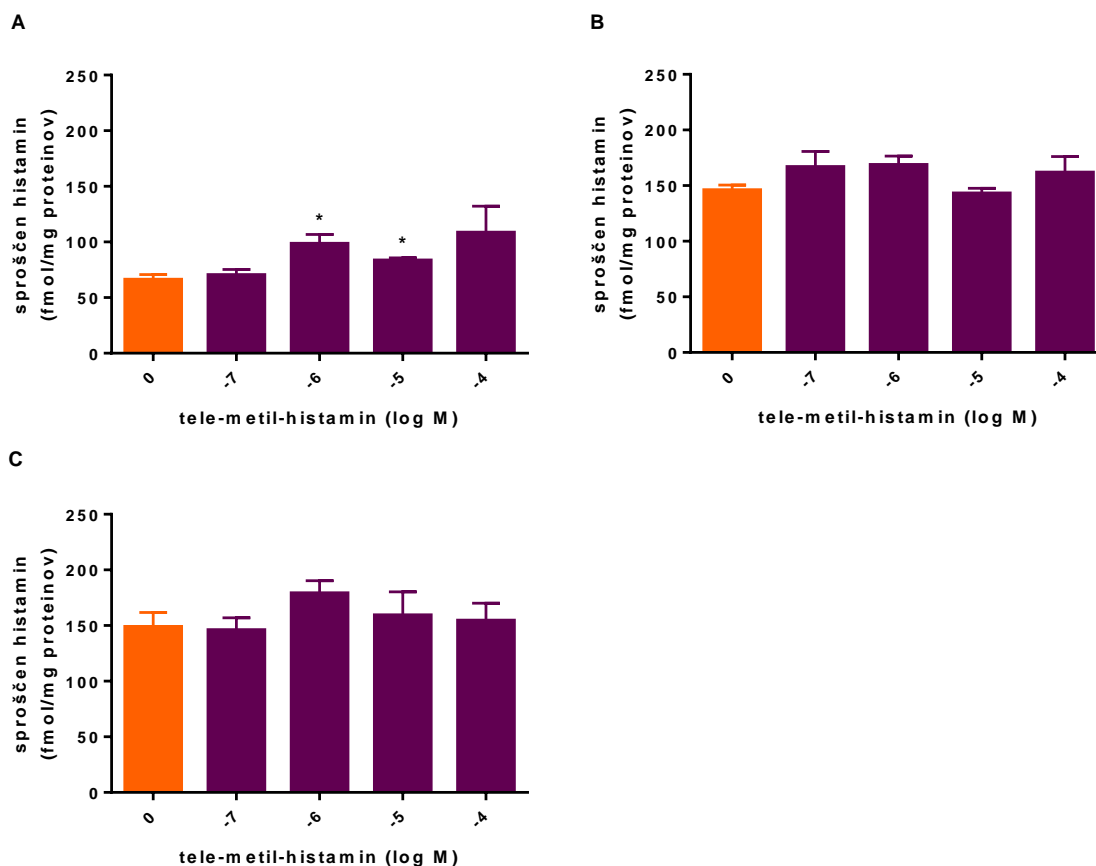 A
250
200
150
100
50
0
sproščen histamin
(fmol/mg proteinov)
*
*
0
-7
-6
-5
-4
tele-metil-histamin (log M)
B
250
200
150
100
50
0
sproščen histamin
(fmol/mg proteinov)
0
-7
-6
-5
-4
tele-metil-histamin (log M)
C
250
200
150
100
50
0
sproščen histamin
(fmol/mg proteinov)
0
-7
-6
-5
-4
tele-metil-histamin (log M)